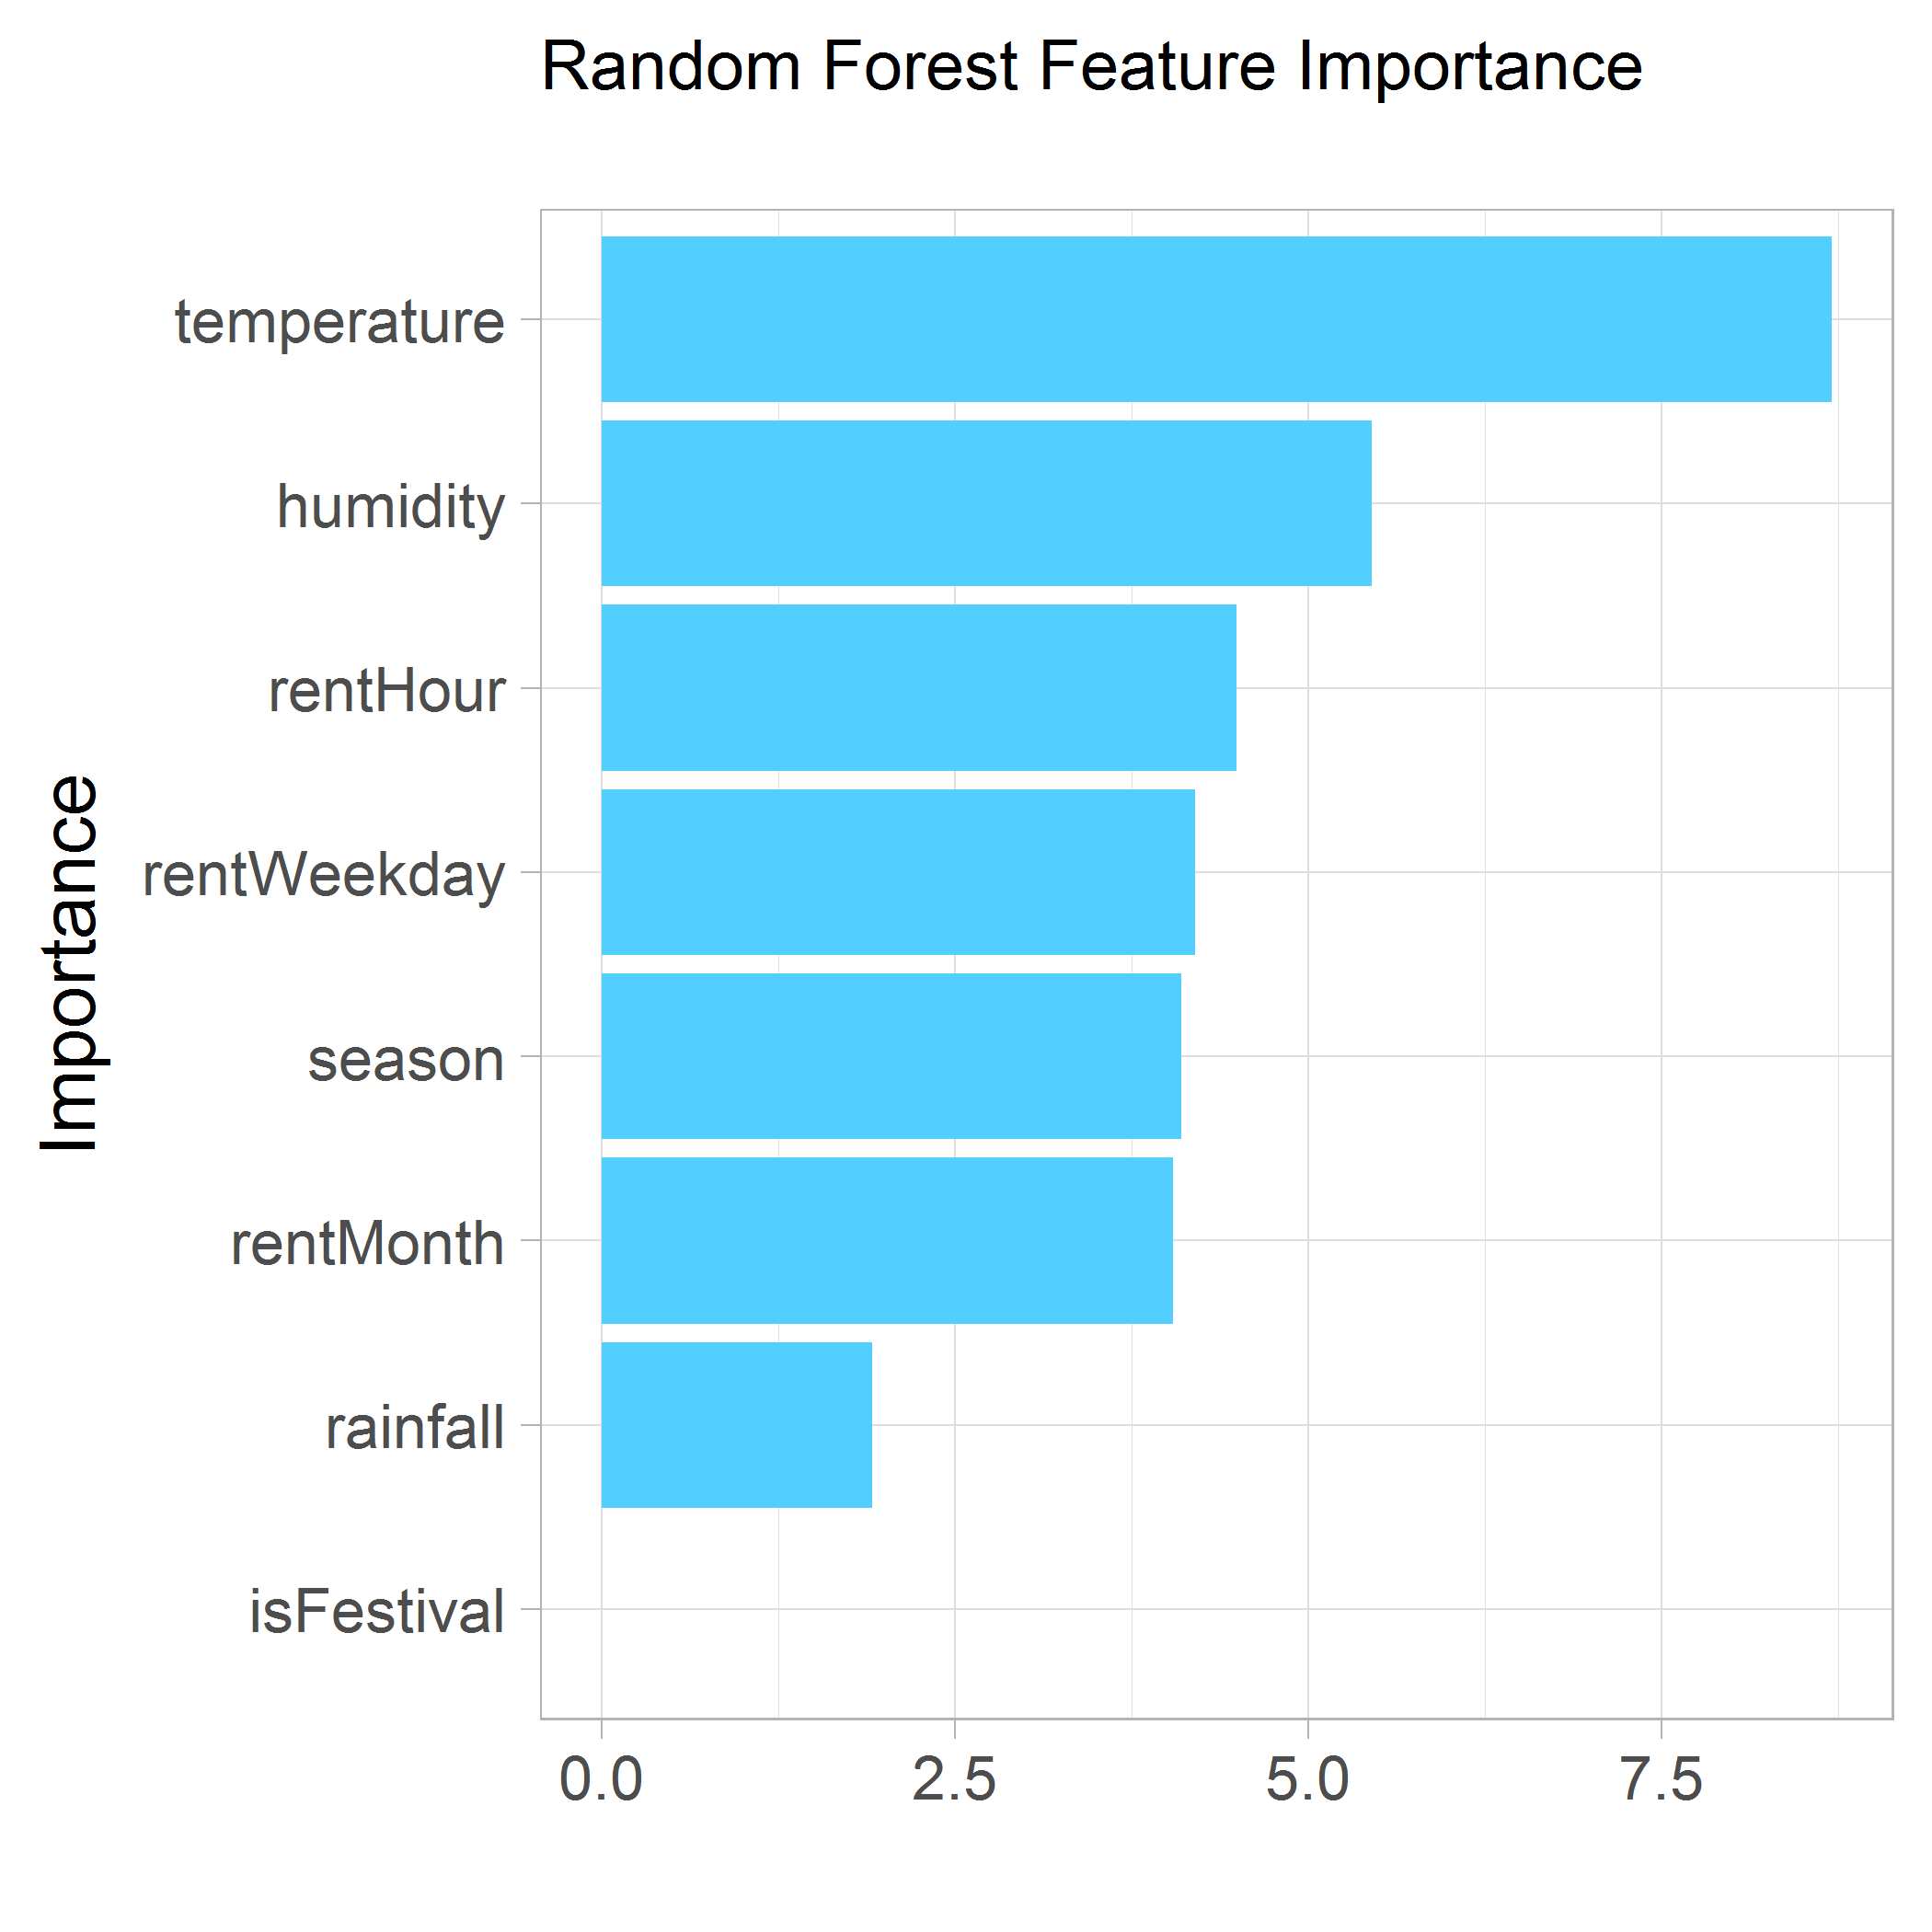 Random Forest Feature Importance
Importance
temperature
humidity
rentHour
rentWeekday
season
rentMonth
rainfall
isFestival
0.0 2.5 5.0 7.5